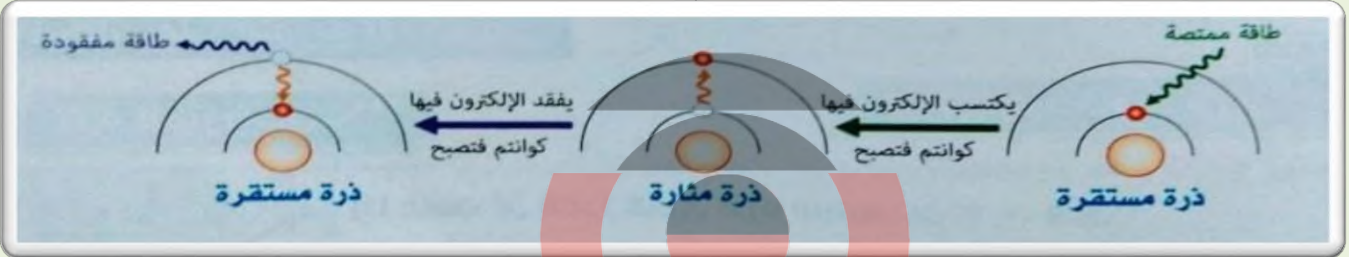 طاقة ممتصة
يكتسب الإلكترون فيها
كوانتم فتصبح
ذرة مستقرة
يفقد الإلكترون فيها
كوانتم فتصبح
ذرة مثارة
طاقة مفقودة
ذرة مستقرة